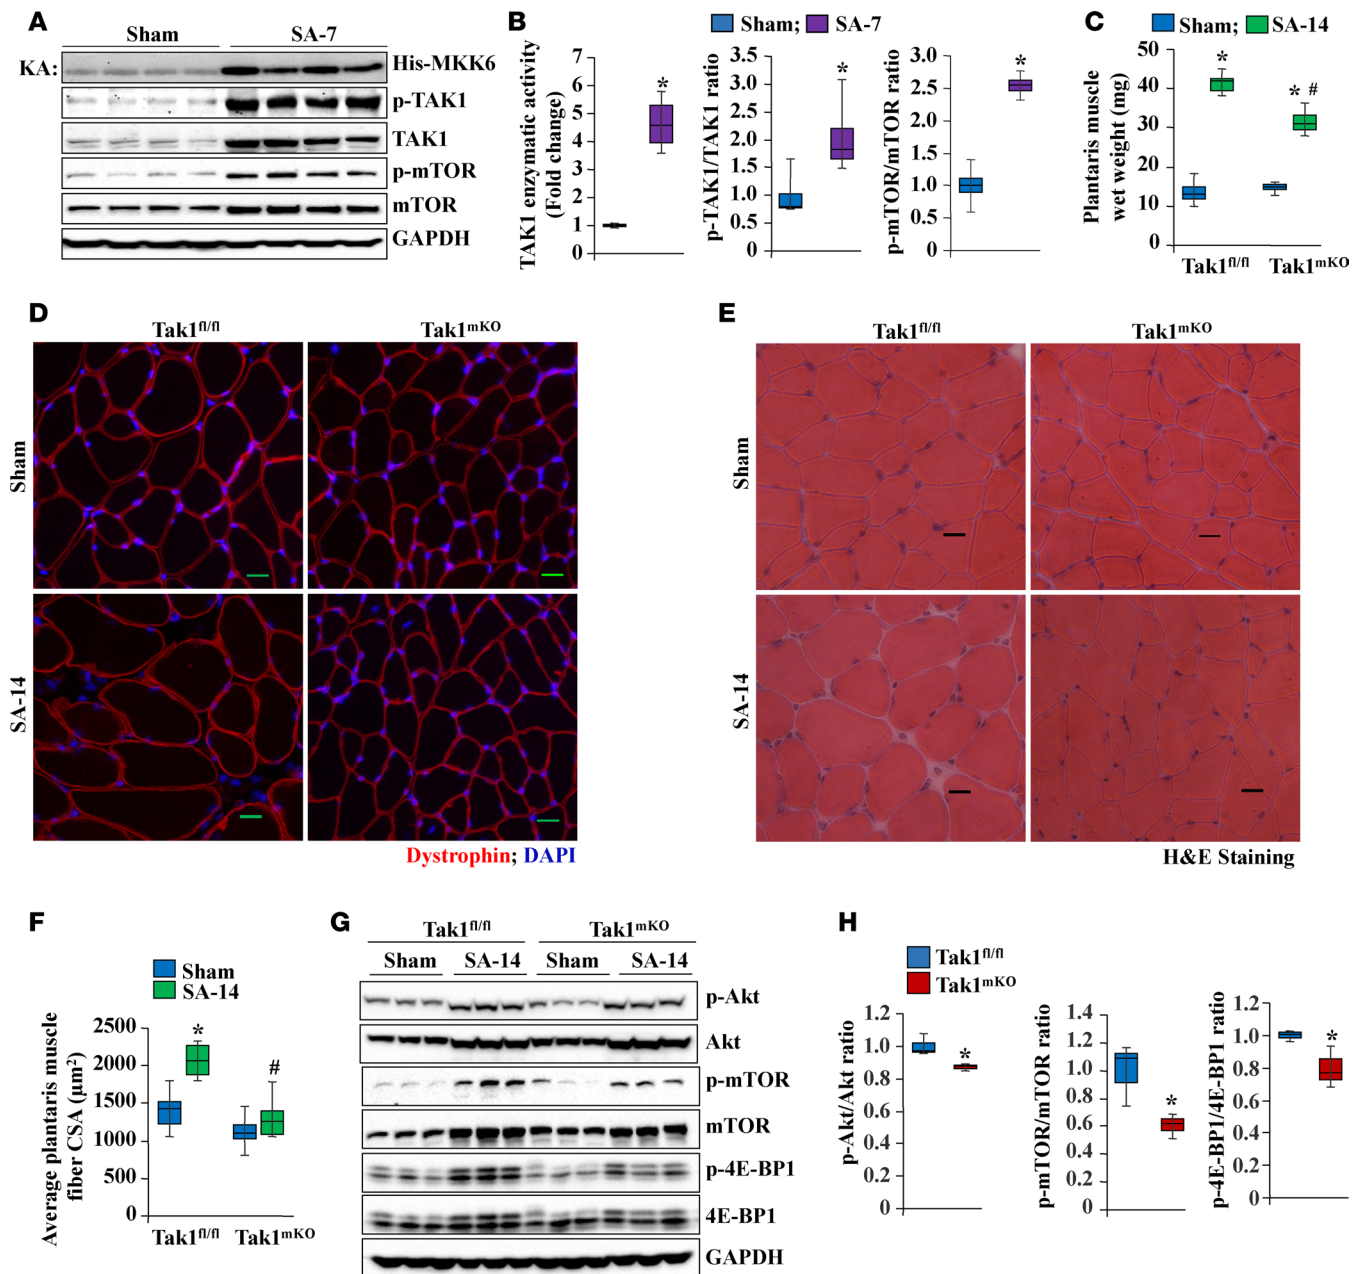 A
Sham
SA-7
KA:
His-MKK6
p-TAK1
TAK1
p-mTOR
mTOR
GAPDH
B
Sham; SA-7
TAK1 enzymatic activity
(Fold change)
7
6
5
4
3
2
1
0
*
p-TAK1/TAK1 ratio
3.5
3.0
2.5
2.0
1.5
1.0
0.5
0
*
p-mTOR/mTOR ratio
3.0
2.5
2.0
1.5
1.0
0.5
0
*
C
Sham; SA-14
Plantaris muscle
wet weight (mg)
50
40
30
20
10
0
*
* #
Tak1fl/fl
Tak1mKO
D
Tak1fl/fl
Tak1mKO
Sham
SA-14
Dystrophin; DAPI
E
Tak1fl/fl
Tak1mKO
Sham
SA-14
H&E Staining
F
Sham
SA-14
Average plantaris muscle
fiber CSA (µm²)
2500
2000
1500
1000
500
0
*
#
Tak1fl/fl
Tak1mKO
G
Tak1fl/fl
Tak1mKO
Sham
SA-14
Sham
SA-14
p-Akt
Akt
p-mTOR
mTOR
p-4E-BP1
4E-BP1
GAPDH
H
Tak1fl/fl
Tak1mKO
p-Akt/Akt ratio
1.2
1.0
0.8
0.6
0.4
0.2
0
*
p-mTOR/mTOR ratio
1.4
1.2
1.0
0.8
0.6
0.4
0.2
0
*
p-4E-BP1/4E-BP1 ratio
1.2
1.0
0.8
0.6
0.4
0.2
0
*